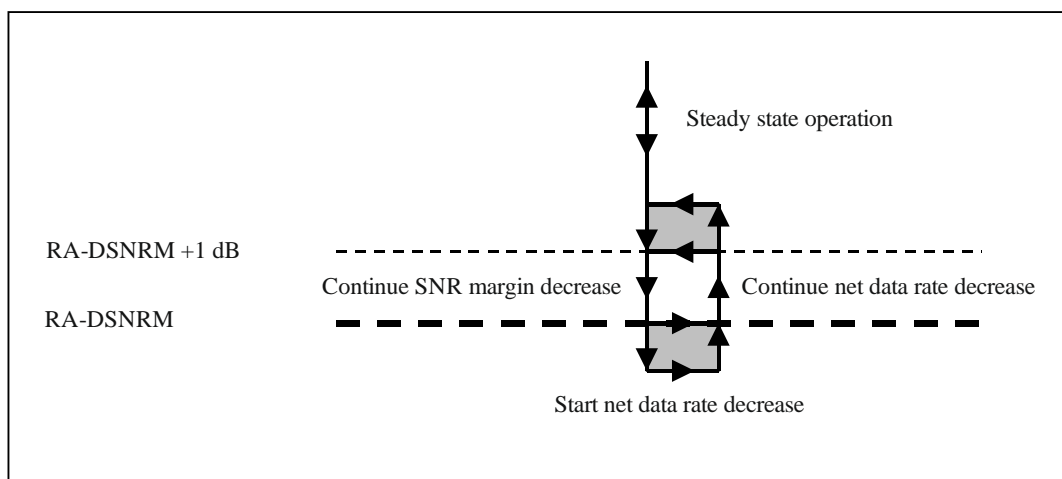 Steady state operation
RA-DSNRM +1 dB
Continue SNR margin decrease
Continue net data rate decrease
RA-DSNRM
Start net data rate decrease